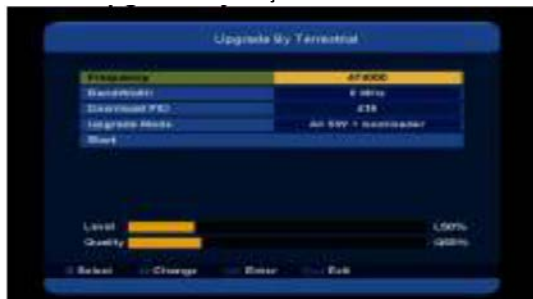 Upgrade By Terrestrial
Frequency 474000
BandWidth 8 MHz
Download PID
Upgrade Mode All SW + bootloader
Start
Level
Quality
Select Change Enter Exit